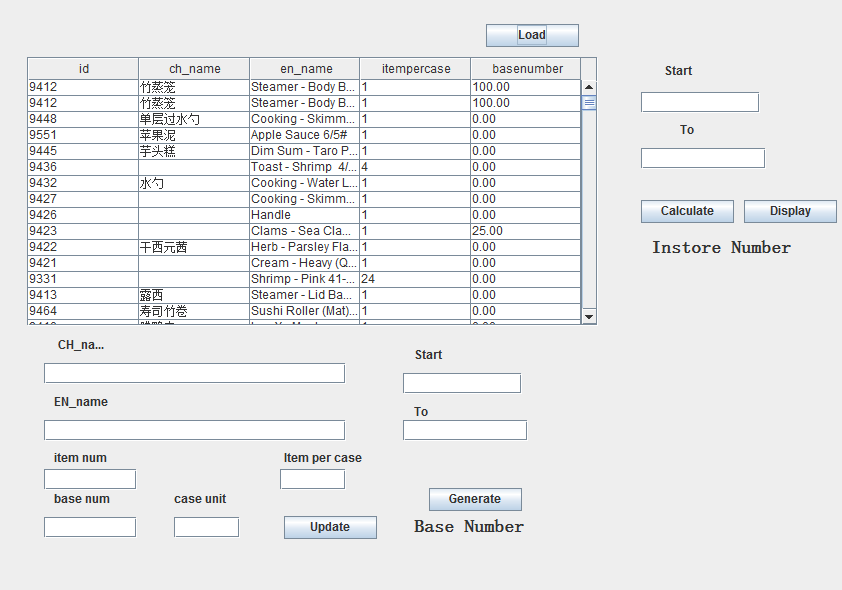 Load
id ch_name en_name itempercase basenumber
9412 竹蒸笼 Steamer - Body B... 1 100.00
9412 竹蒸笼 Steamer - Body B... 1 100.00
9448 单层过水勺 Cooking - Skimm... 1 0.00
9551 苹果泥 Apple Sauce 6/5# 1 0.00
9445 芋头糕 Dim Sum - Taro P... 1 0.00
9436 Toast - Shrimp 4/... 4 0.00
9432 水勺 Cooking - Water L... 1 0.00
9427 Cooking - Skimm... 1 0.00
9426 Handle 1 0.00
9423 Clams - Sea Cla... 1 25.00
9422 干西元茜 Herb - Parsley Fla... 1 0.00
9421 Cream - Heavy (Q... 1 0.00
9331 Shrimp - Pink 41-... 24 0.00
9413 露西 Steamer - Lid Ba... 1 0.00
9464 寿司竹卷 Sushi Roller (Mat)... 1 0.00
Start
To
Calculate Display
Instore Number
CH_na...
EN_name
item num Item per case
base num case unit
Update
Start
To
Generate
Base Number